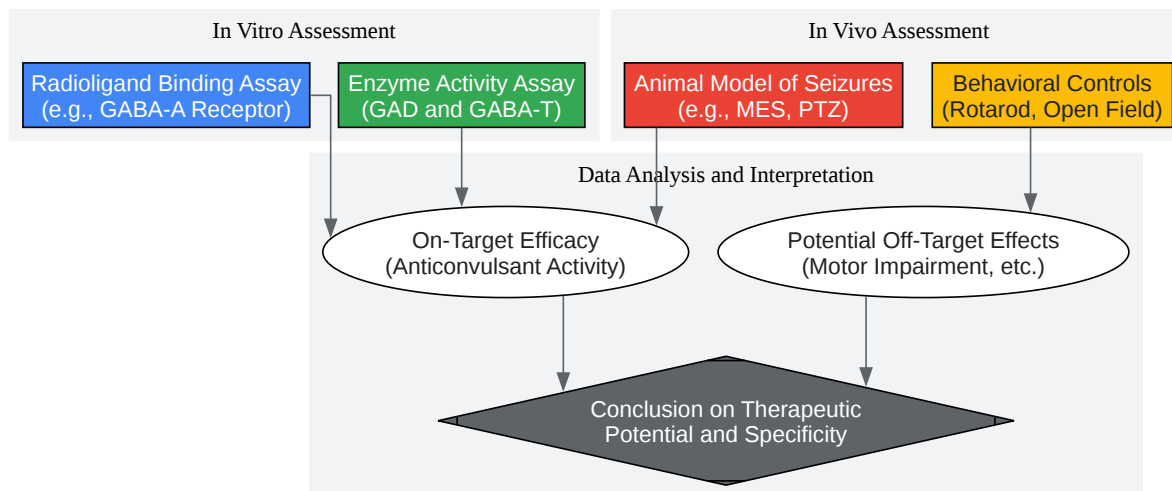 In Vitro Assessment
In Vivo Assessment
Radioligand Binding Assay
(e.g., GABA-A Receptor)
Enzyme Activity Assay
(GAD and GABA-T)
Animal Model of Seizures
(e.g., MES, PTZ)
Behavioral Controls
(Rotarod, Open Field)
Data Analysis and Interpretation
On-Target Efficacy
(Anticonvulsant Activity)
Potential Off-Target Effects
(Motor Impairment, etc.)
Conclusion on Therapeutic
Potential and Specificity